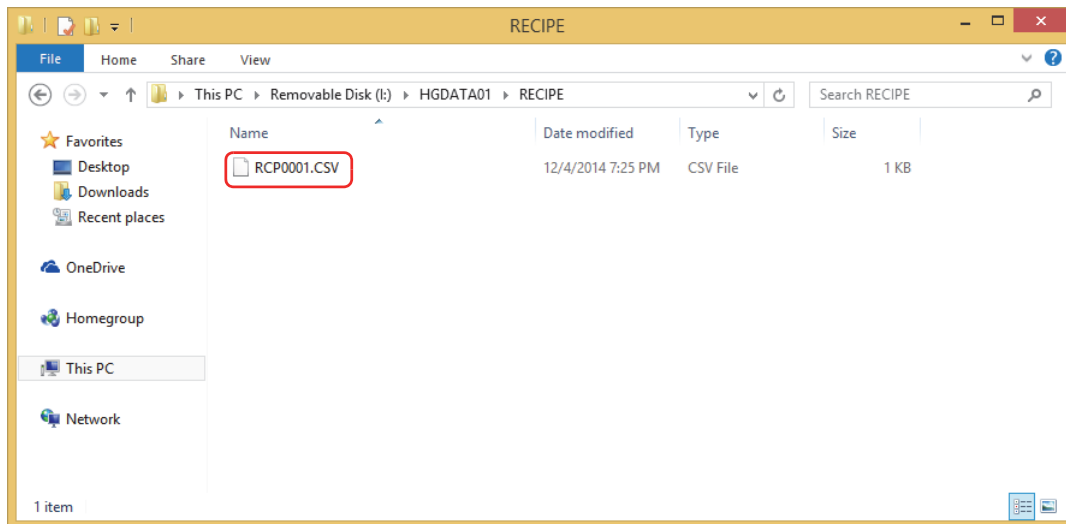 RECIPE
File Home Share View
This PC Removable Disk (I:) HGDATA01 RECIPE Search RECIPE
Name Date modified Type Size
RCP0001.CSV 12/4/2014 7:25 PM CSV File 1 KB
Favorites
Desktop
Downloads
Recent places
OneDrive
Homegroup
This PC
Network
1 item